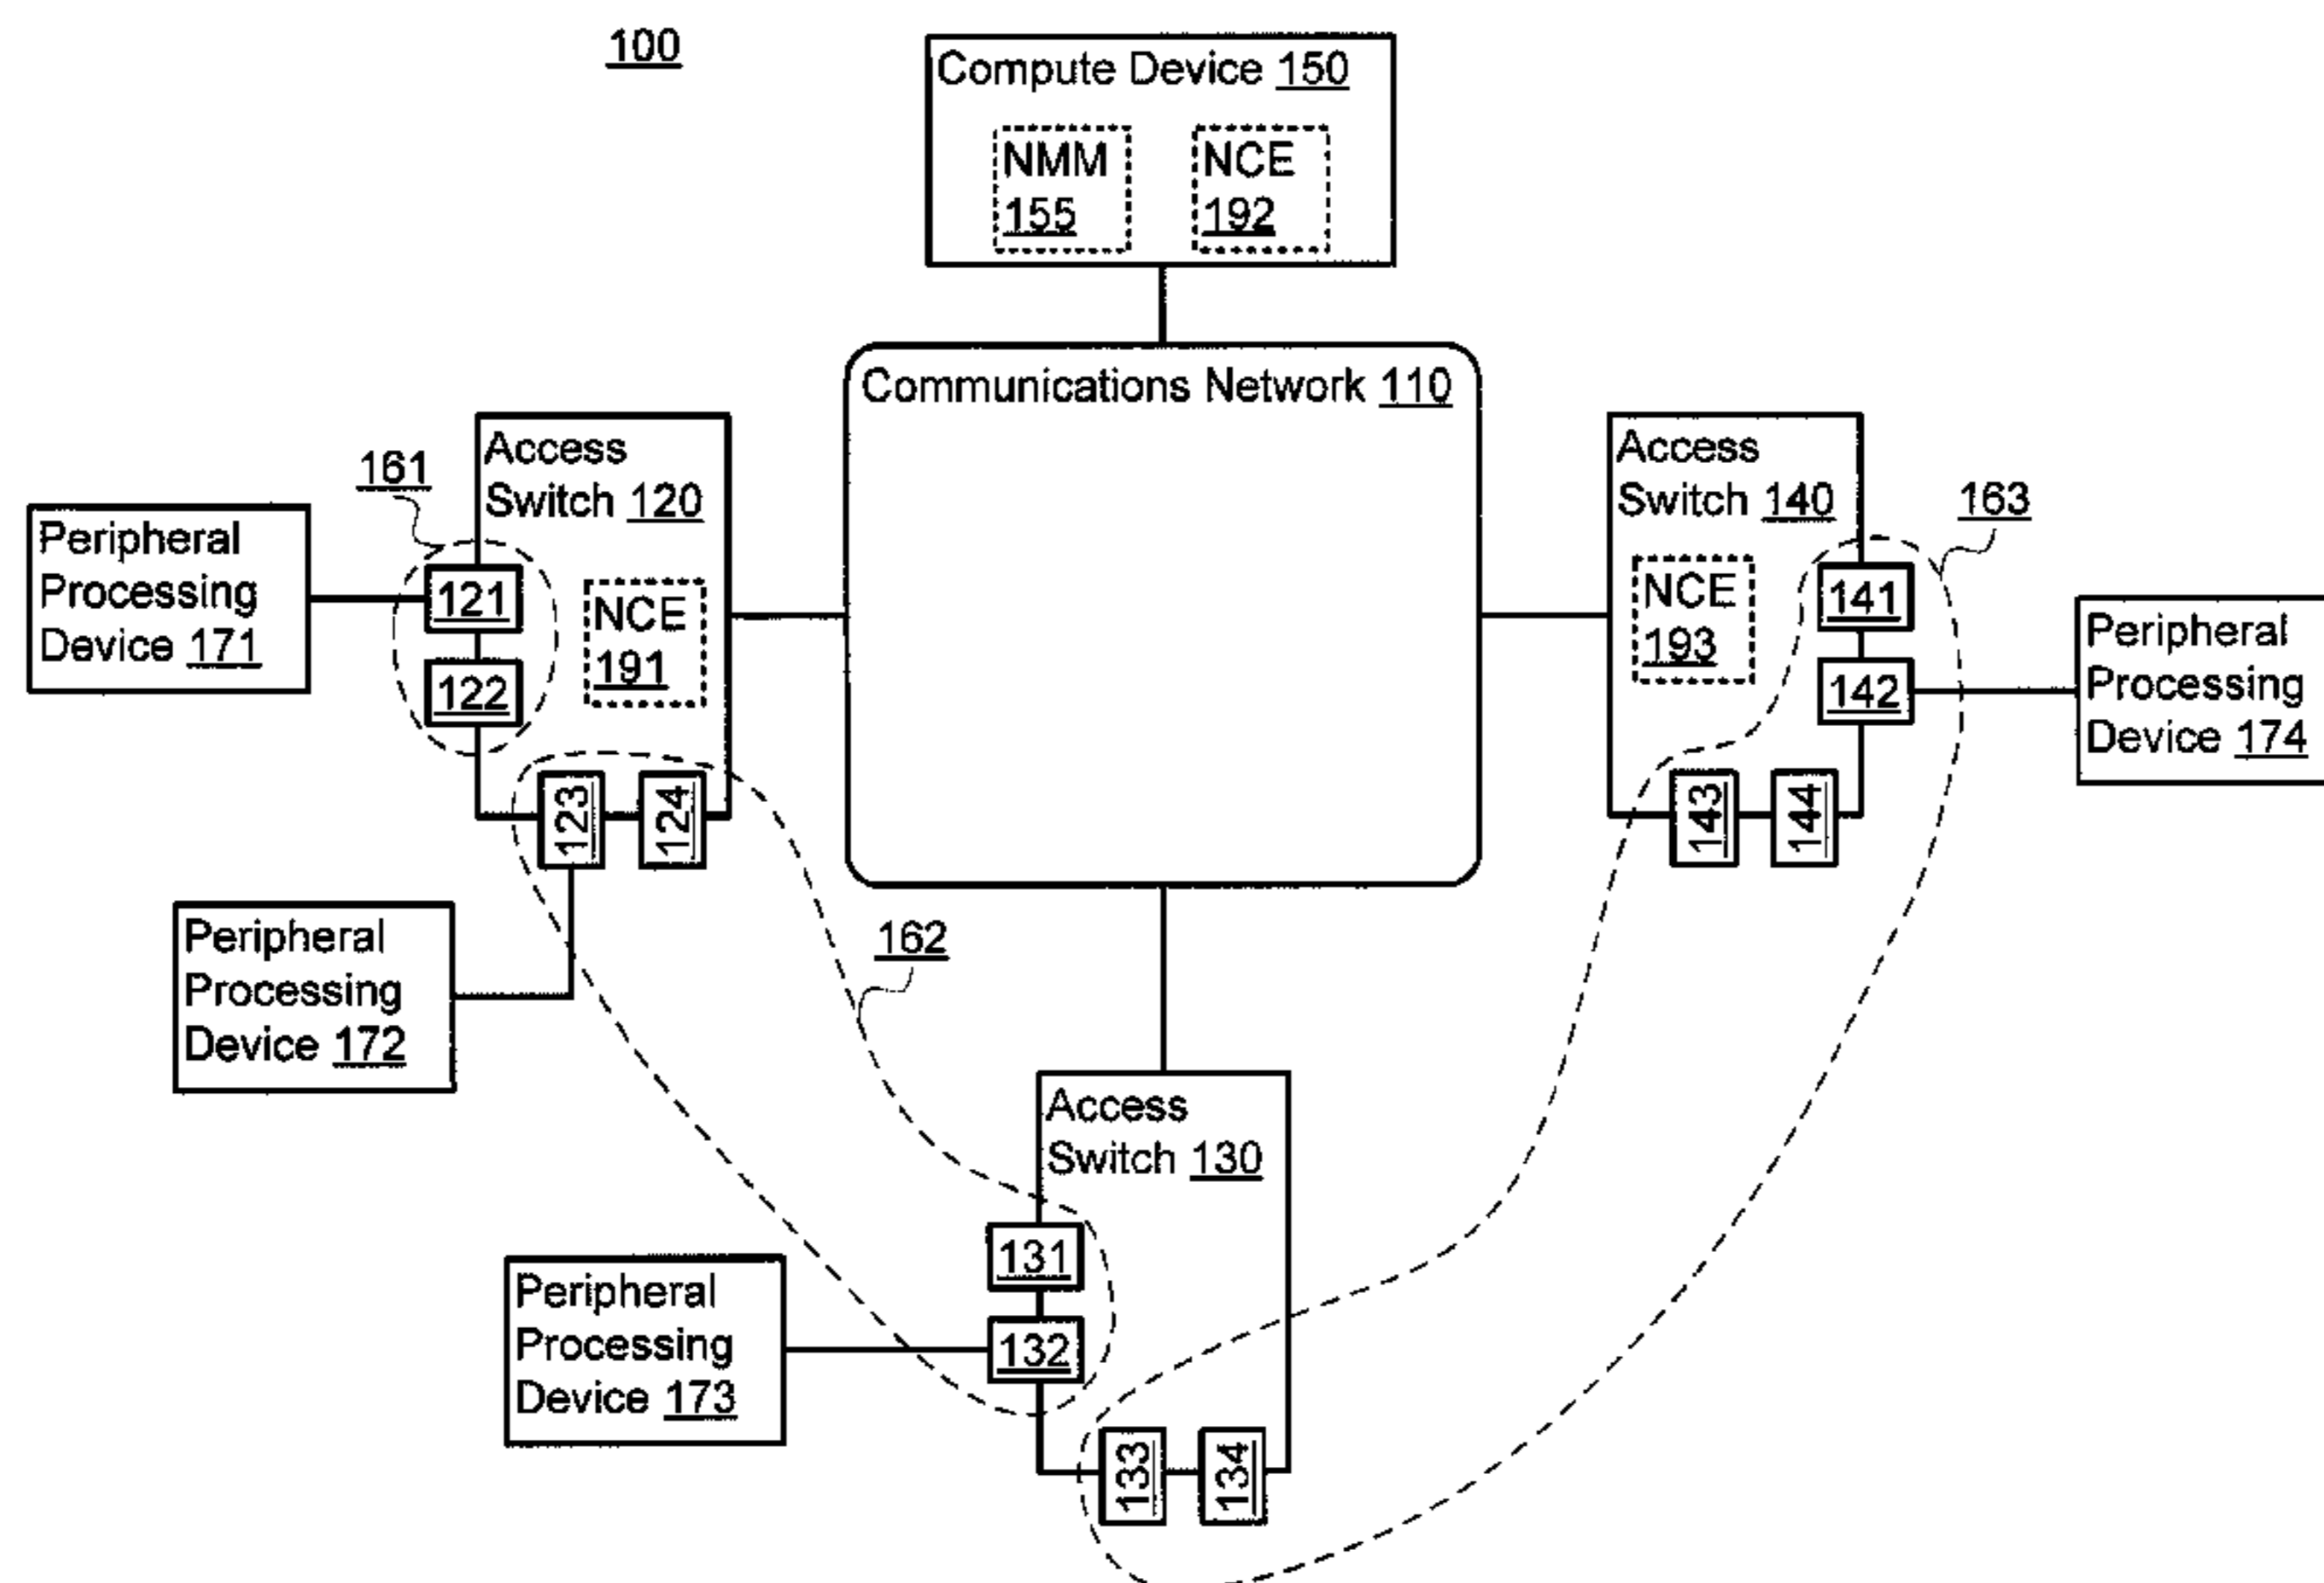 100
Compute Device 150
NMM
155
NCE
192
Communications Network 110
Access
Switch 120
161
NCE
191
121
122
123
124
Peripheral
Processing
Device 171
Access
Switch 140
163
NCE
193
141
142
143
144
Peripheral
Processing
Device 174
Peripheral
Processing
Device 172
162
Access
Switch 130
131
132
133
134
Peripheral
Processing
Device 173